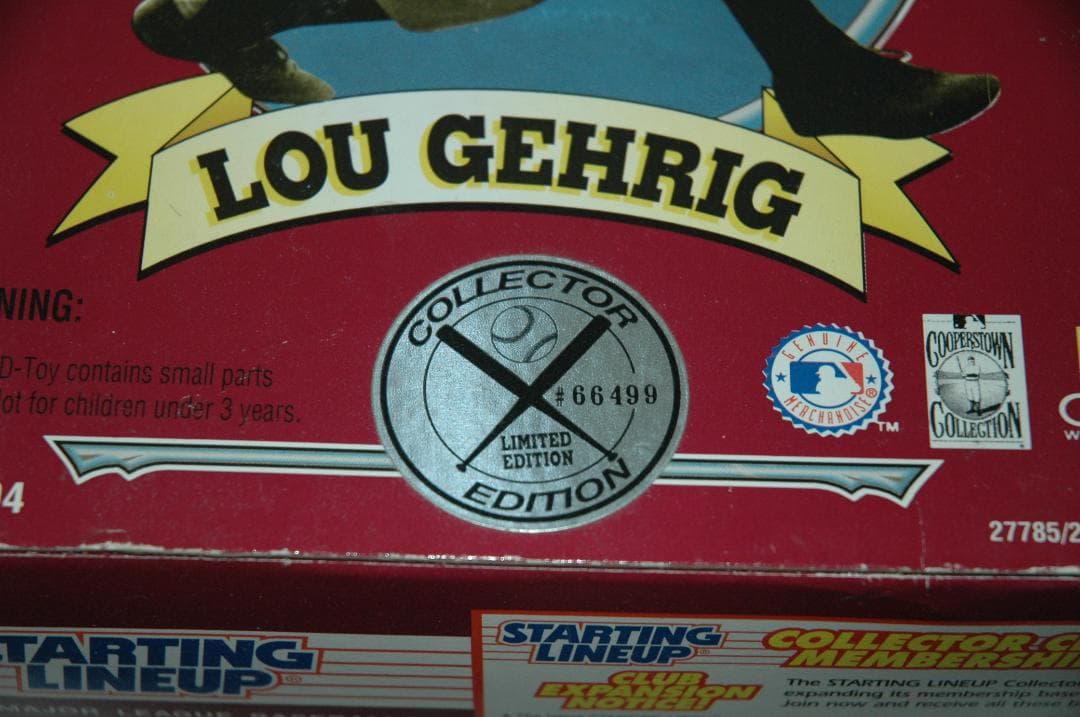 LOU GEHRIG
NING:
D-Toy contains small parts
ot for children under 3 years.
COLLECTOR
#66499
LIMITED
EDITION
EDITION
GENUINE
MERCHANDISE®
TM
COOPERSTOWN
COLLECTION
94
27785/2
STARTING
LINEUP®
STARTING
LINEUP®
CLUB
EXPANSION
NOTICE!
COLLECTOR C
MEMBERSHI
The STARTING LINEUP Collecto
expanding its membership base
Join now and receive all these b